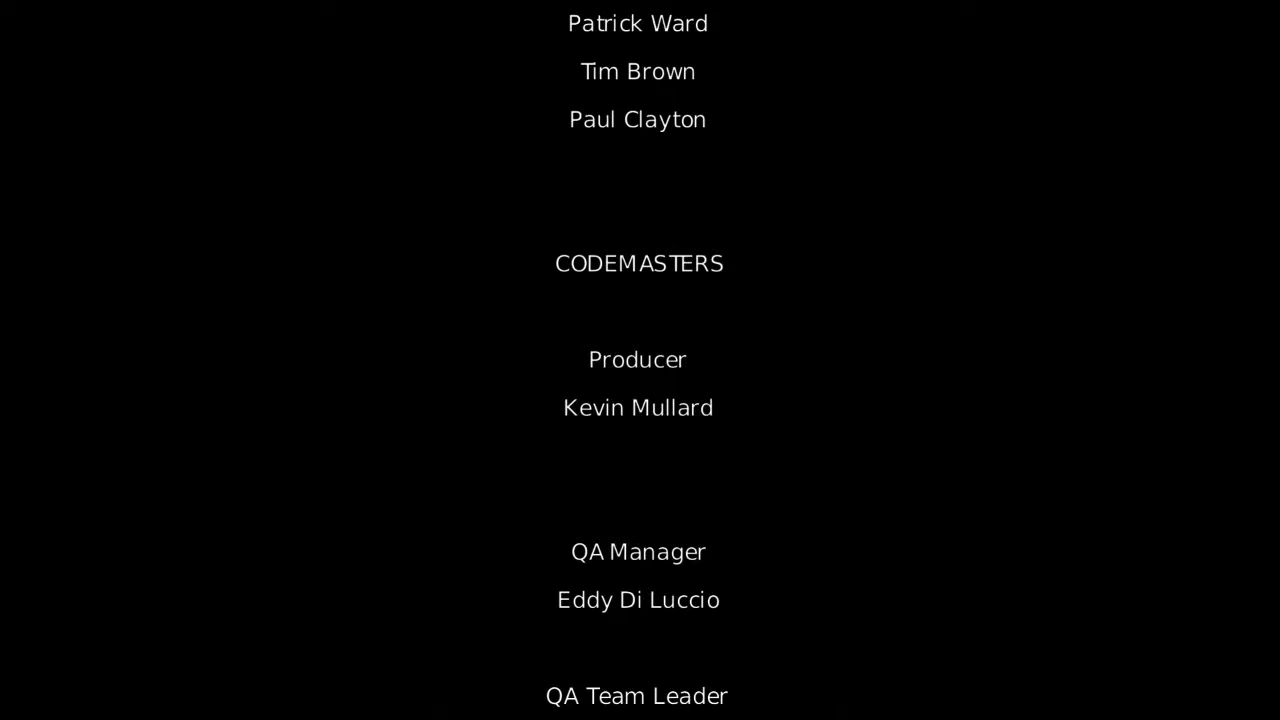 Patrick Ward
Tim Brown
Paul Clayton
CODEMASTERS
Producer
Kevin Mullard
QA Manager
Eddy Di Luccio
QA Team Leader